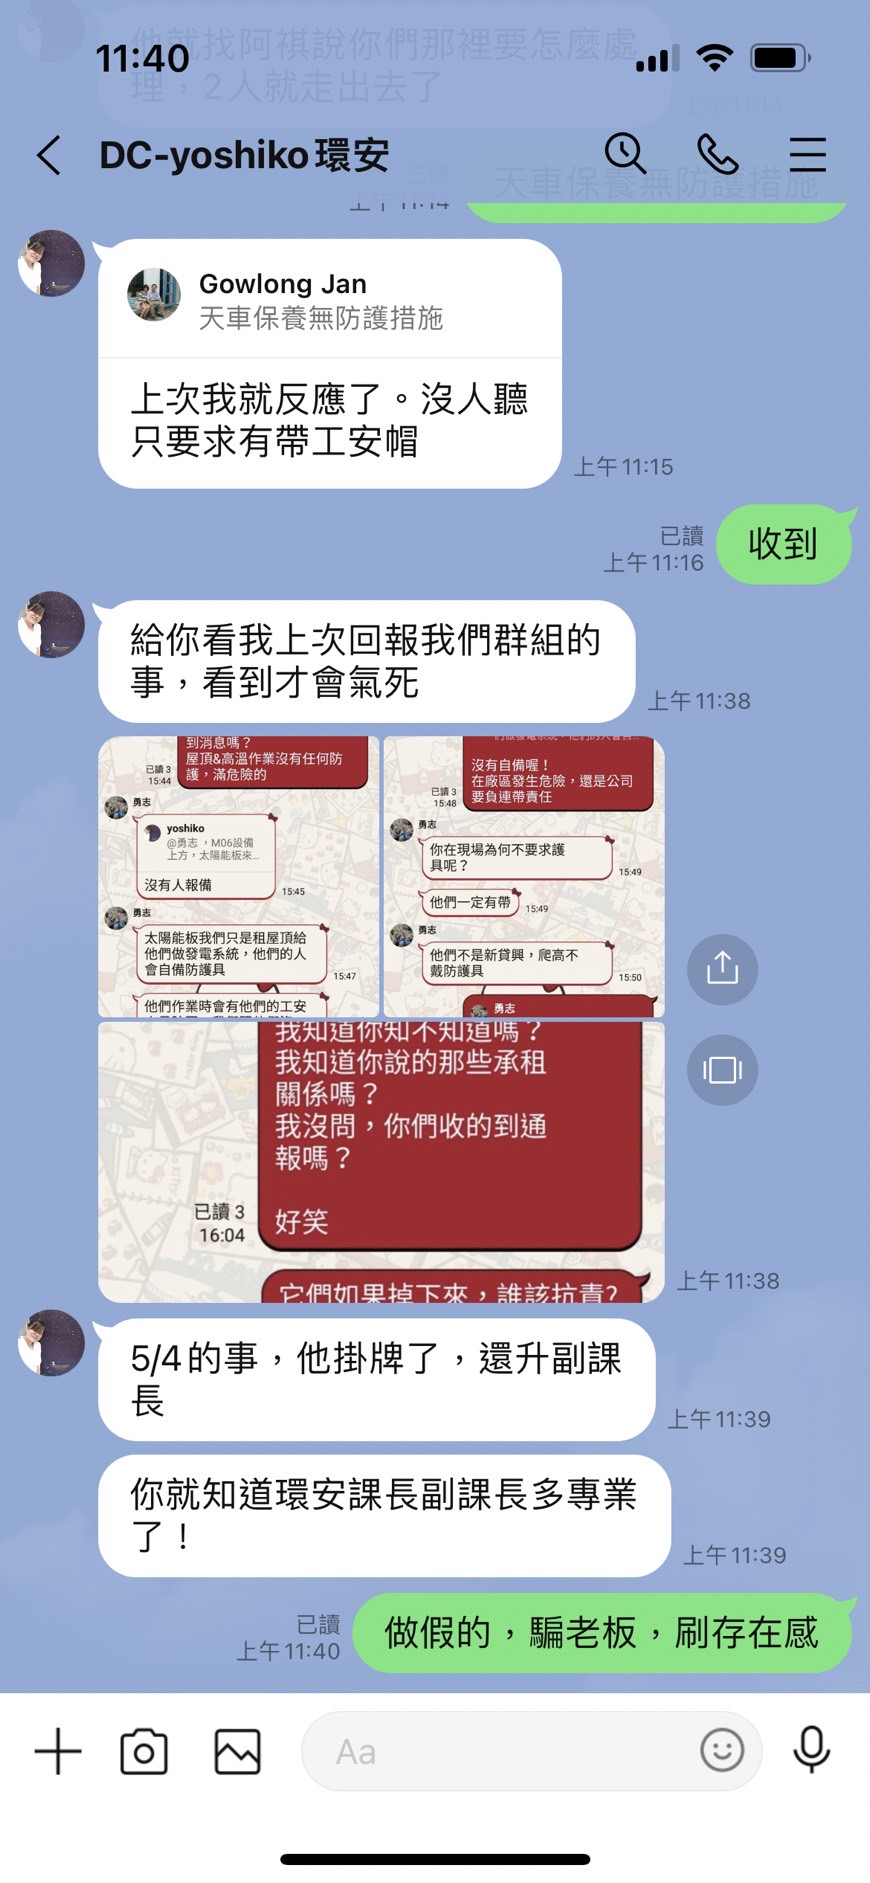 他就找阿祺說你們那裡要怎麼處
理，2人就走出去了
上午11:14
11:40
DC-yoshiko環安
已讀
上午11:14
天車保養無防護措施
Gowlong Jan
天車保養無防護措施
上次我就反應了。沒人聽
只要求有帶工安帽
上午11:15
已讀
上午11:16
收到
給你看我上次回報我們群組的
事，看到才會氣死
上午11:38
到消息嗎？
屋頂&高溫作業沒有任何防
護，滿危險的
已讀 3
15:44
勇志
yoshiko
@勇志 ，M06設備
上方，太陽能板來...
沒有人報備
15:45
勇志
太陽能板我們只是租屋頂給
他們做發電系統，他們的人
會自備防護具
15:47
他們作業時會有他們的工安
沒有自備喔！
在廠區發生危險，還是公司
要負連帶責任
已讀 3
15:48
勇志
你在現場為何不要求護
具呢？
15:49
他們一定有帶
15:49
勇志
他們不是新貸興，爬高不
戴防護具
15:50
勇志
我知道你知不知道嗎？
我知道你說的那些承租
關係嗎？
我沒問，你們收的到通
報嗎？
好笑
已讀 3
16:04
它們如果掉下來，誰該抗責?
上午11:38
5/4的事，他掛牌了，還升副課
長
上午11:39
你就知道環安課長副課長多專業
了！
上午11:39
已讀
上午11:40
做假的，騙老板，刷存在感
Aa